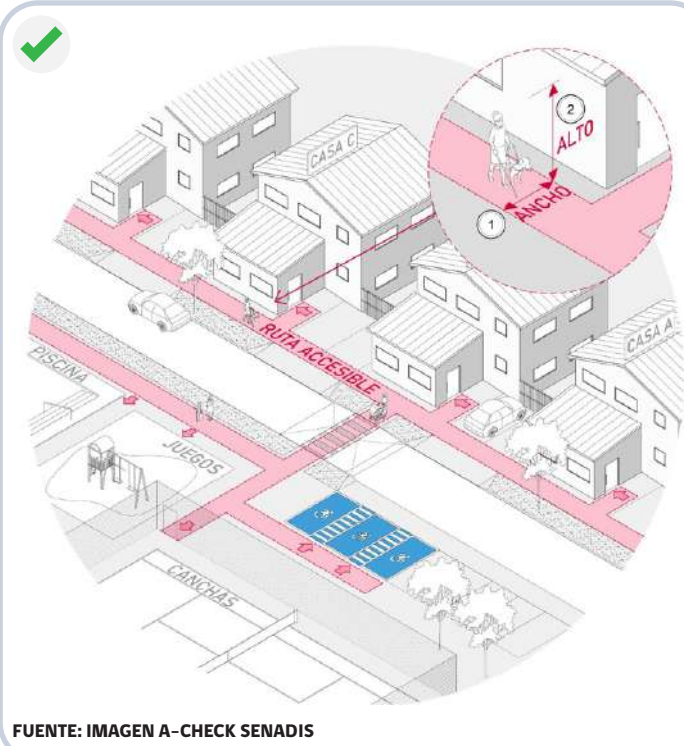 2
ALTO
ANCHO
1
CASA C
CASA A
RUTA ACCESIBLE
PISCINA
JUEGOS
CANCHAS
FUENTE: IMAGEN A-CHECK SENADIS